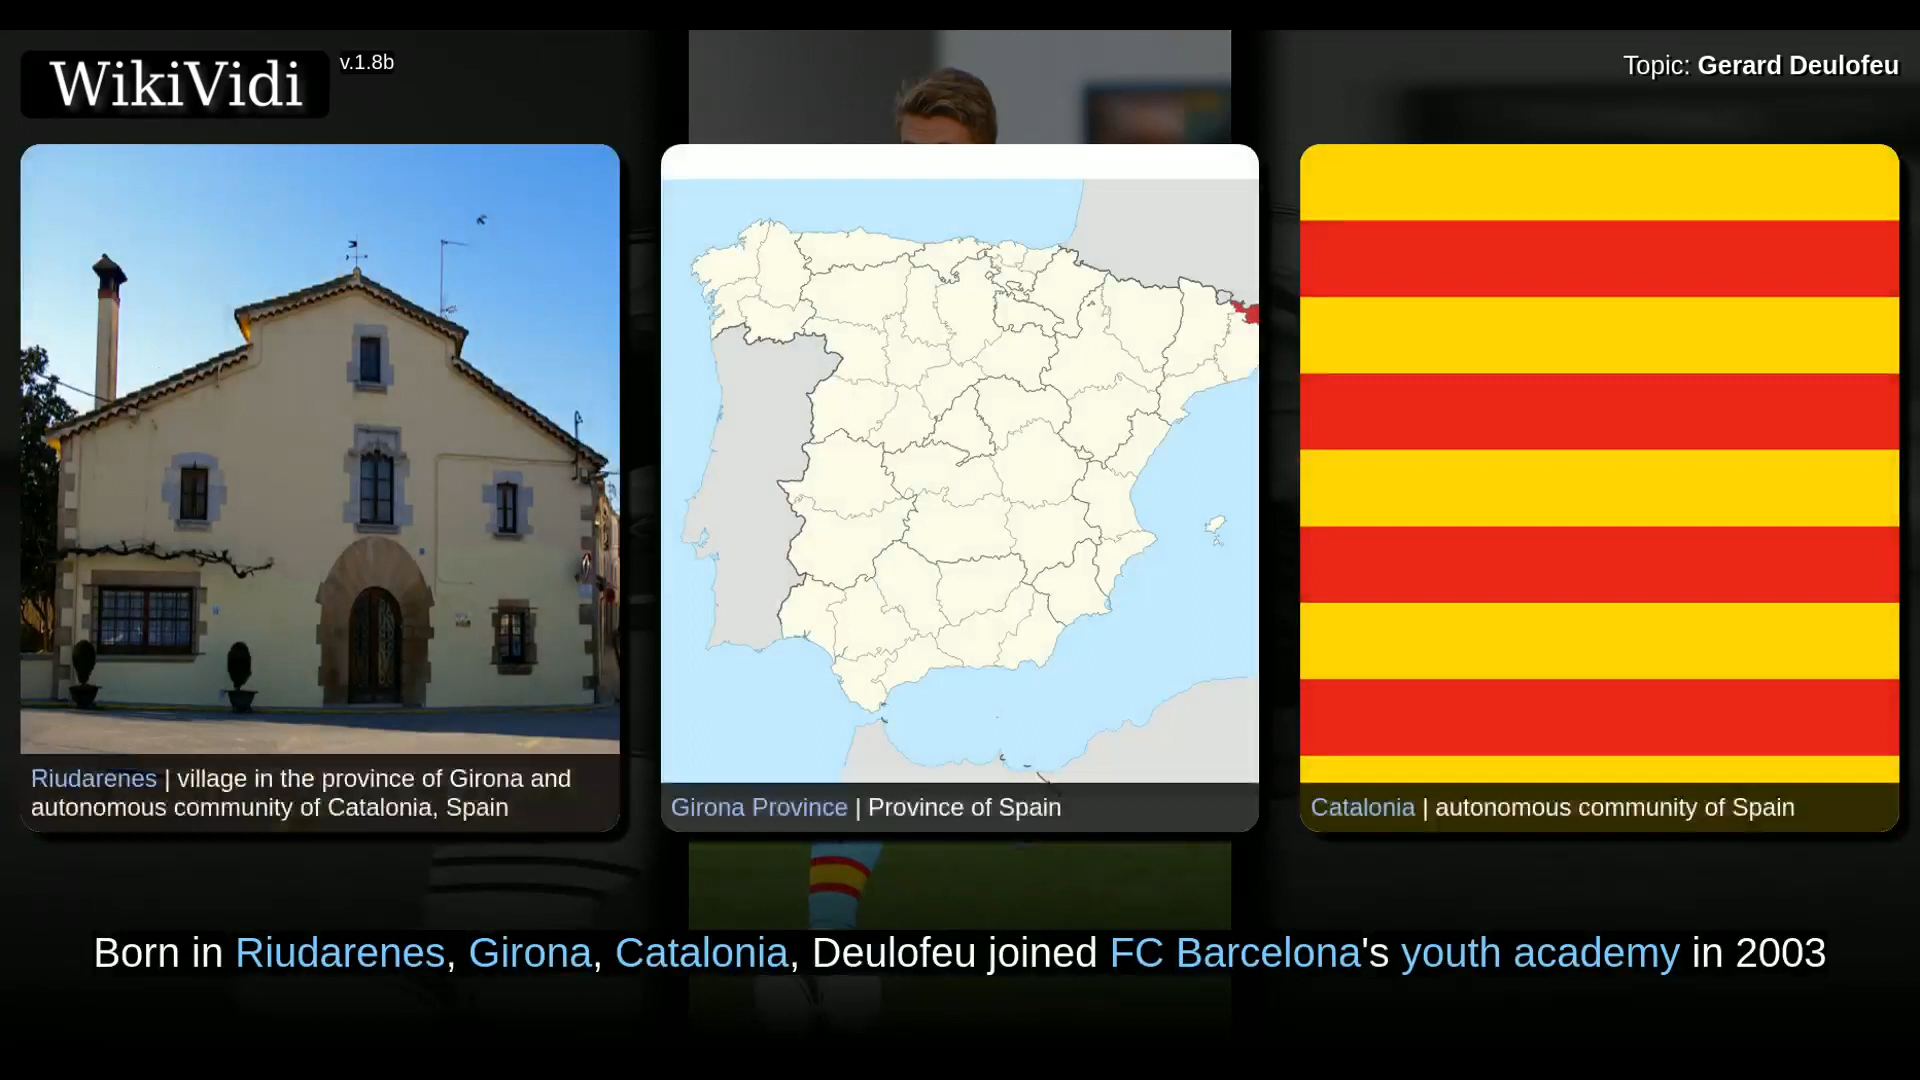 WikiVidi
v.1.8b
Topic: Gerard Deulofeu
Riudarenes | village in the province of Girona and
autonomous community of Catalonia, Spain
Girona Province | Province of Spain
Catalonia | autonomous community of Spain
Born in Riudarenes, Girona, Catalonia, Deulofeu joined FC Barcelona's youth academy in 2003